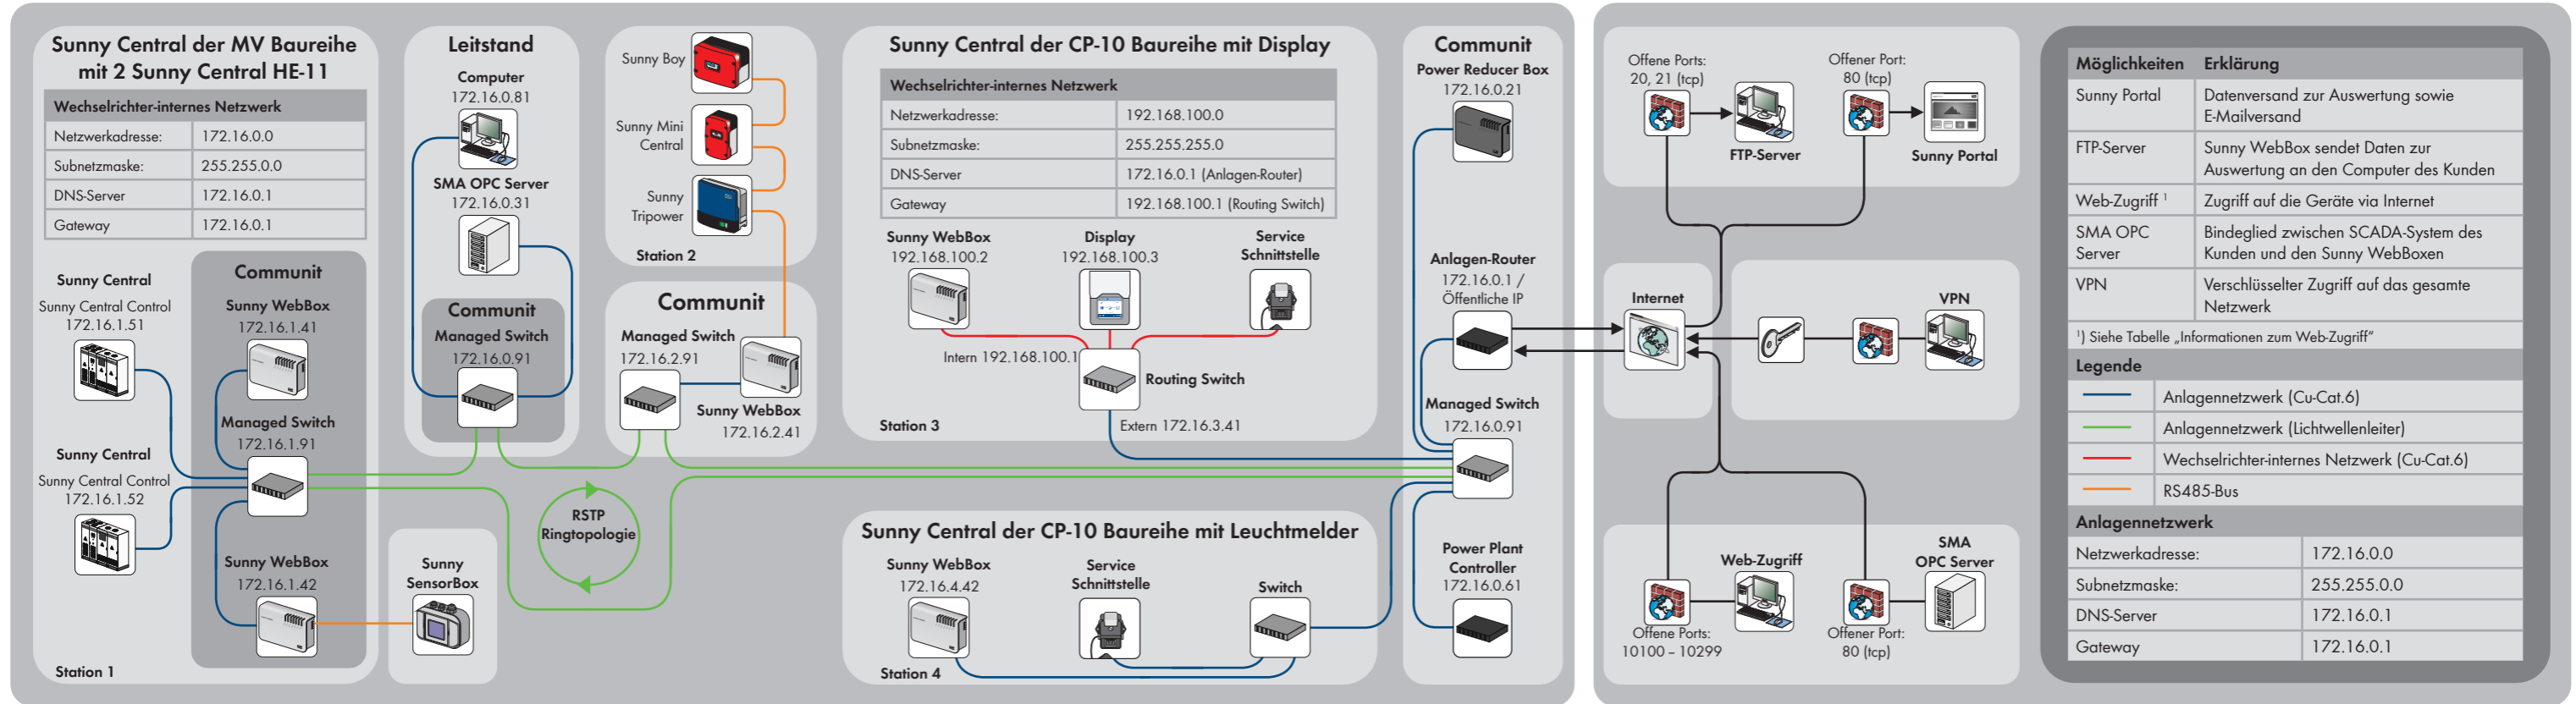 Sunny Central der MV Baureihe
mit 2 Sunny Central HE-11
Wechselrichter-internes Netzwerk
Netzwerkadresse: 172.16.0.0
Subnetzmaske: 255.255.0.0
DNS-Server 172.16.0.1
Gateway 172.16.0.1
Sunny Central
Sunny Central Control
172.16.1.51
Sunny Central
Sunny Central Control
172.16.1.52
Station 1
Communit
Sunny WebBox
172.16.1.41
Managed Switch
172.16.1.91
Sunny WebBox
172.16.1.42
Sunny
SensorBox
Leitstand
Computer
172.16.0.81
SMA OPC Server
172.16.0.31
Communit
Managed Switch
172.16.0.91
RSTP
Ringtopologie
Sunny Boy
Sunny Mini
Central
Sunny
Tripower
Station 2
Communit
Managed Switch
172.16.2.91
Sunny WebBox
172.16.2.41
Sunny Central der CP-10 Baureihe mit Display
Wechselrichter-internes Netzwerk
Netzwerkadresse: 192.168.100.0
Subnetzmaske: 255.255.255.0
DNS-Server 172.16.0.1 (Anlagen-Router)
Gateway 192.168.100.1 (Routing Switch)
Sunny WebBox
192.168.100.2
Display
192.168.100.3
Service
Schnittstelle
Intern 192.168.100.1
Routing Switch
Extern 172.16.3.41
Station 3
Sunny Central der CP-10 Baureihe mit Leuchtmelder
Sunny WebBox
172.16.4.42
Service
Schnittstelle
Switch
Station 4
Communit
Power Reducer Box
172.16.0.21
Anlagen-Router
172.16.0.1 /
Öffentliche IP
Managed Switch
172.16.0.91
Power Plant
Controller
172.16.0.61
Offene Ports:
20, 21 (tcp)
FTP-Server
Offener Port:
80 (tcp)
Sunny Portal
Internet
VPN
Web-Zugriff
Offene Ports:
10100 – 10299
SMA
OPC Server
Offener Port:
80 (tcp)
Möglichkeiten Erklärung
Sunny Portal Datenversand zur Auswertung sowie
E-Mailversand
FTP-Server Sunny WebBox sendet Daten zur
Auswertung an den Computer des Kunden
Web-Zugriff ¹ Zugriff auf die Geräte via Internet
SMA OPC Bindeglied zwischen SCADA-System des
Server Kunden und den Sunny WebBoxen
VPN Verschlüsselter Zugriff auf das gesamte
Netzwerk
¹) Siehe Tabelle „Informationen zum Web-Zugriff“
Legende
Anlagennetzwerk (Cu-Cat.6)
Anlagennetzwerk (Lichtwellenleiter)
Wechselrichter-internes Netzwerk (Cu-Cat.6)
RS485-Bus
Anlagennetzwerk
Netzwerkadresse: 172.16.0.0
Subnetzmaske: 255.255.0.0
DNS-Server 172.16.0.1
Gateway 172.16.0.1